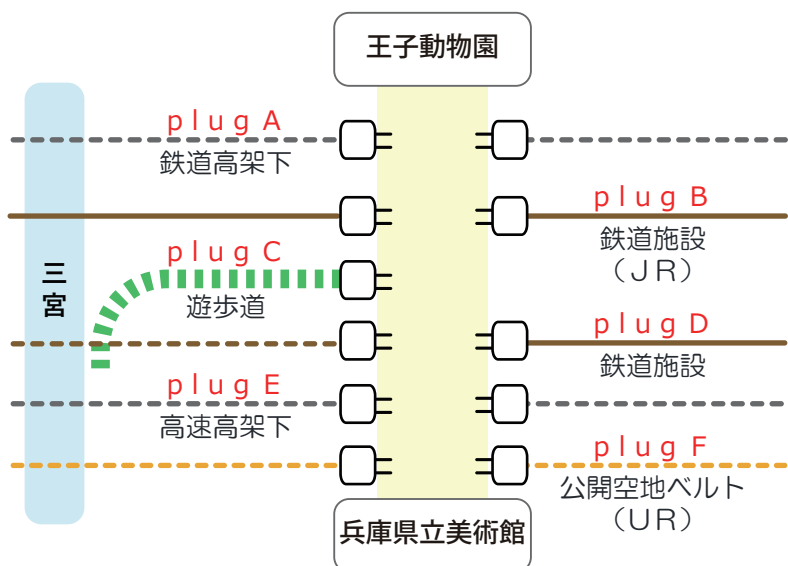 王子動物園
plug A
鉄道高架下
plug B
鉄道施設
（ＪＲ）
plug C
遊歩道
三宮
plug D
鉄道施設
plug E
高速高架下
plug F
公開空地ベルト
（ＵＲ）
兵庫県立美術館